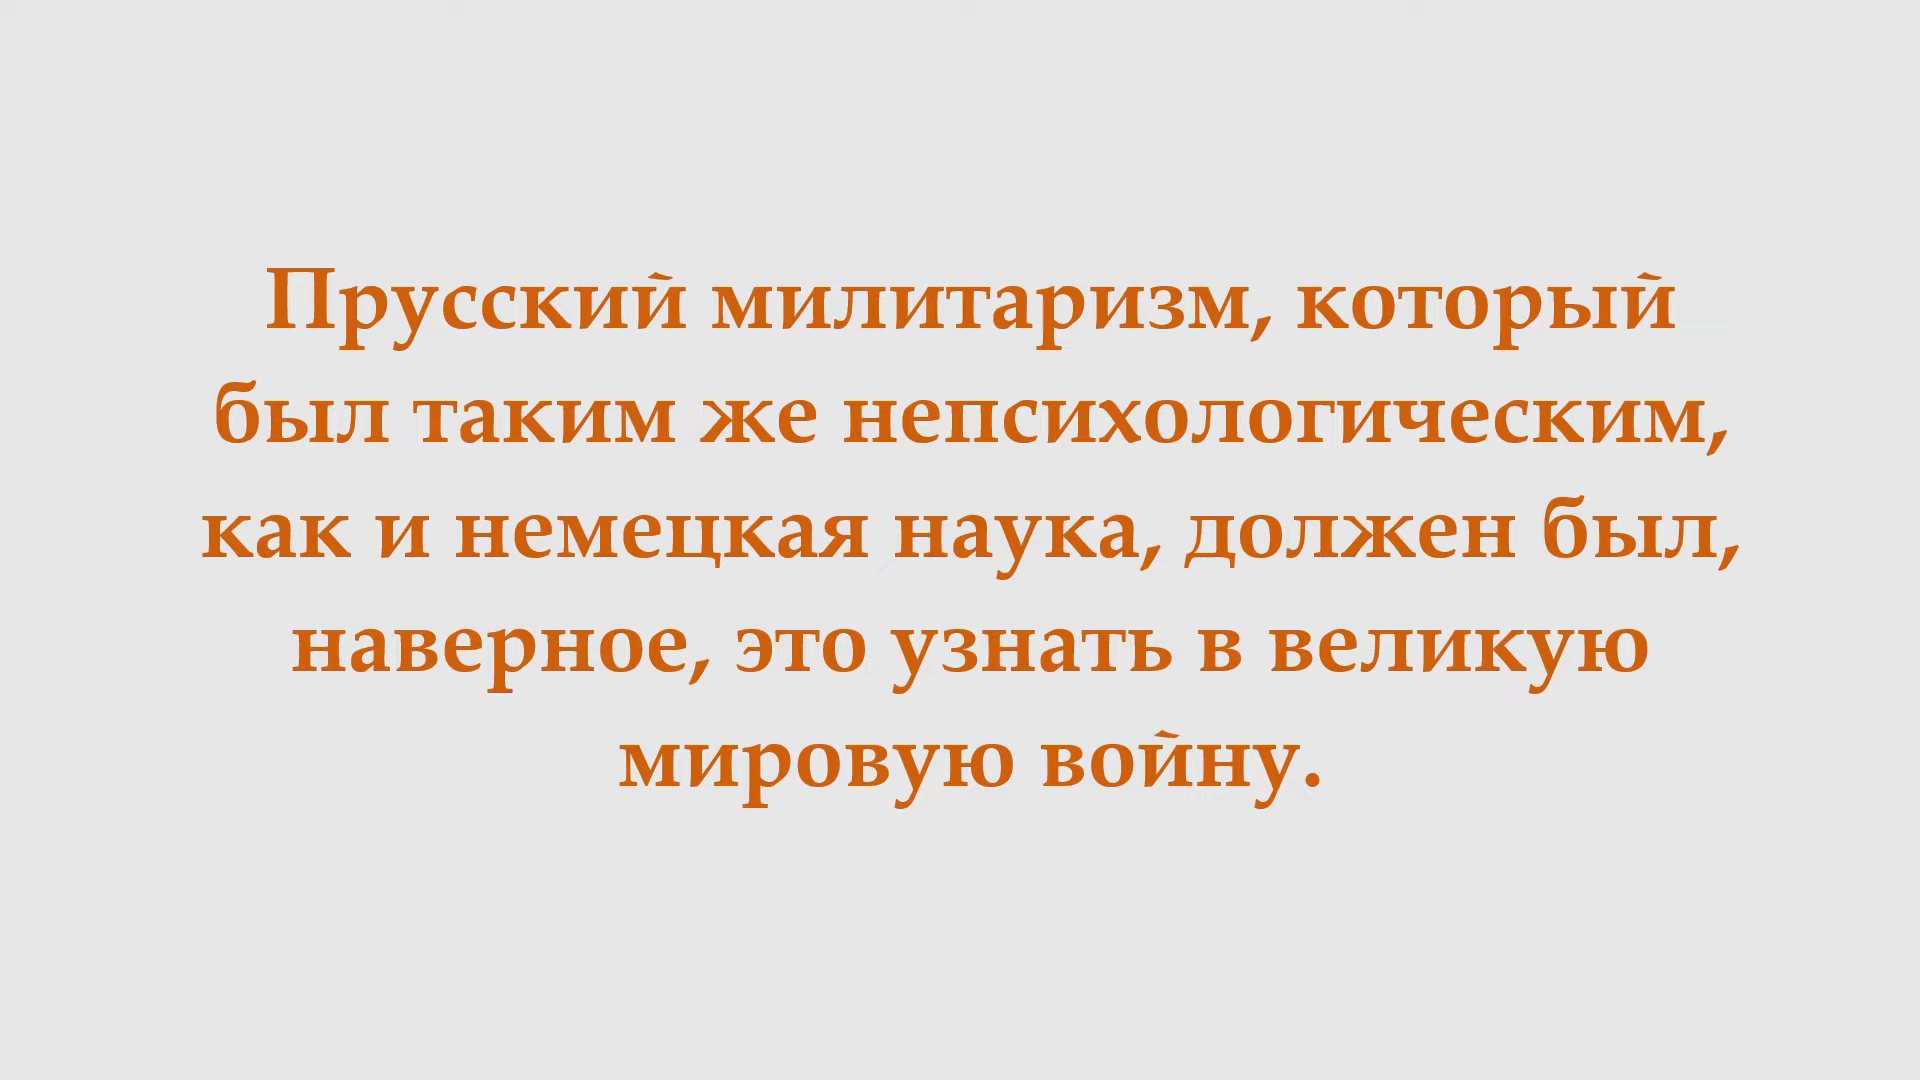 Прусский милитаризм, который
был таким же непсихологическим,
как и немецкая наука, должен был,
наверное, это узнать в великую
мировую войну.